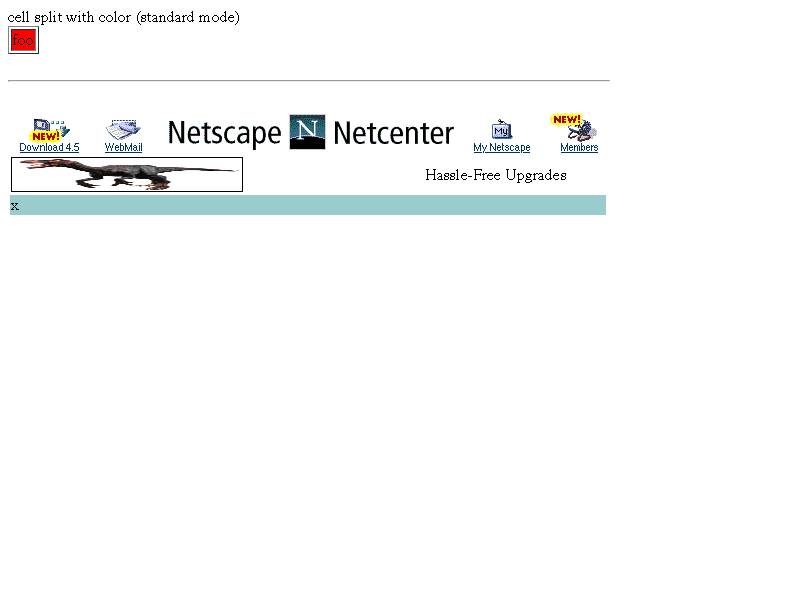 cell split with color (standard mode)
foo
NEW! NEW!
Netscape N Netcenter
My
Download 4.5 WebMail My Netscape Members
Hassle-Free Upgrades
x